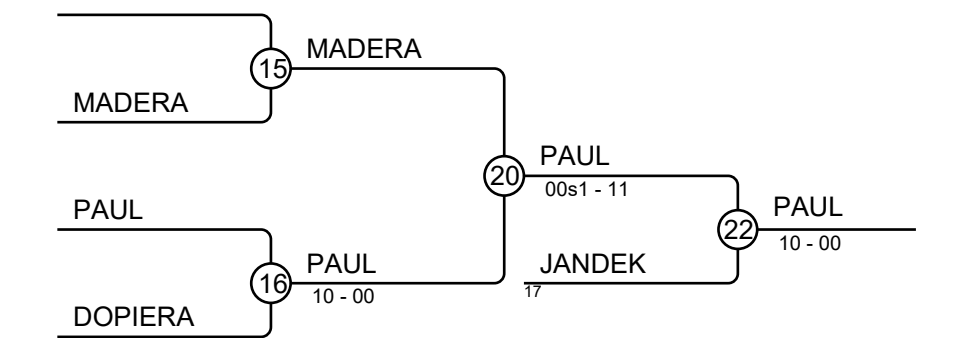 MADERA
15
MADERA
PAUL
20
00s1 - 11
PAUL
PAUL
22
10 - 00
PAUL
JANDEK
16
17
10 - 00
DOPIERA